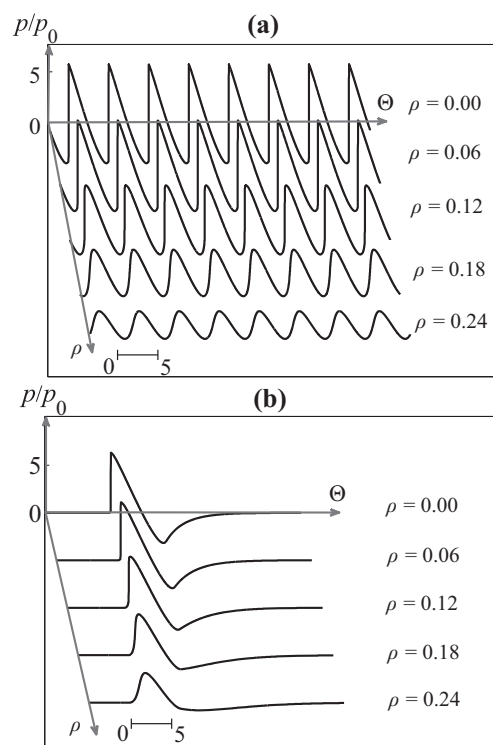 (a)
p/p0
5
0
Θ
ρ = 0.00
ρ = 0.06
ρ = 0.12
ρ = 0.18
ρ = 0.24
ρ
0 5
(b)
p/p0
5
0
Θ
ρ = 0.00
ρ = 0.06
ρ = 0.12
ρ = 0.18
ρ = 0.24
ρ
0 5